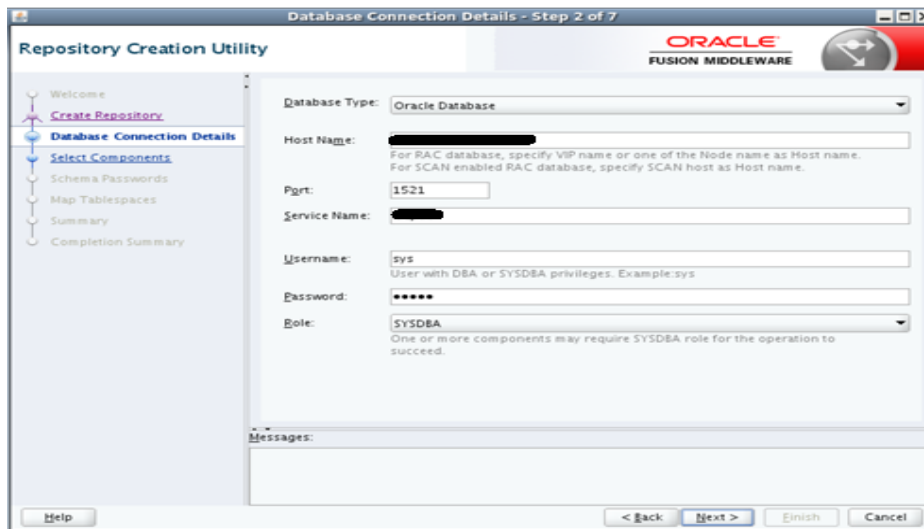 Database Connection Details - Step 2 of 7
Repository Creation Utility
ORACLE
FUSION MIDDLEWARE
Welcome
Create Repository
Database Connection Details
Select Components
Schema Passwords
Map Tablespaces
Summary
Completion Summary
Database Type: Oracle Database
Host Name:
For RAC database, specify VIP name or one of the Node name as Host name.
For SCAN enabled RAC database, specify SCAN host as Host name.
Port: 1521
Service Name:
Username: sys
User with DBA or SYSDBA privileges. Example:sys
Password: •••••
Role: SYSDBA
One or more components may require SYSDBA role for the operation to
succeed.
Messages:
Help < Back Next > Finish Cancel